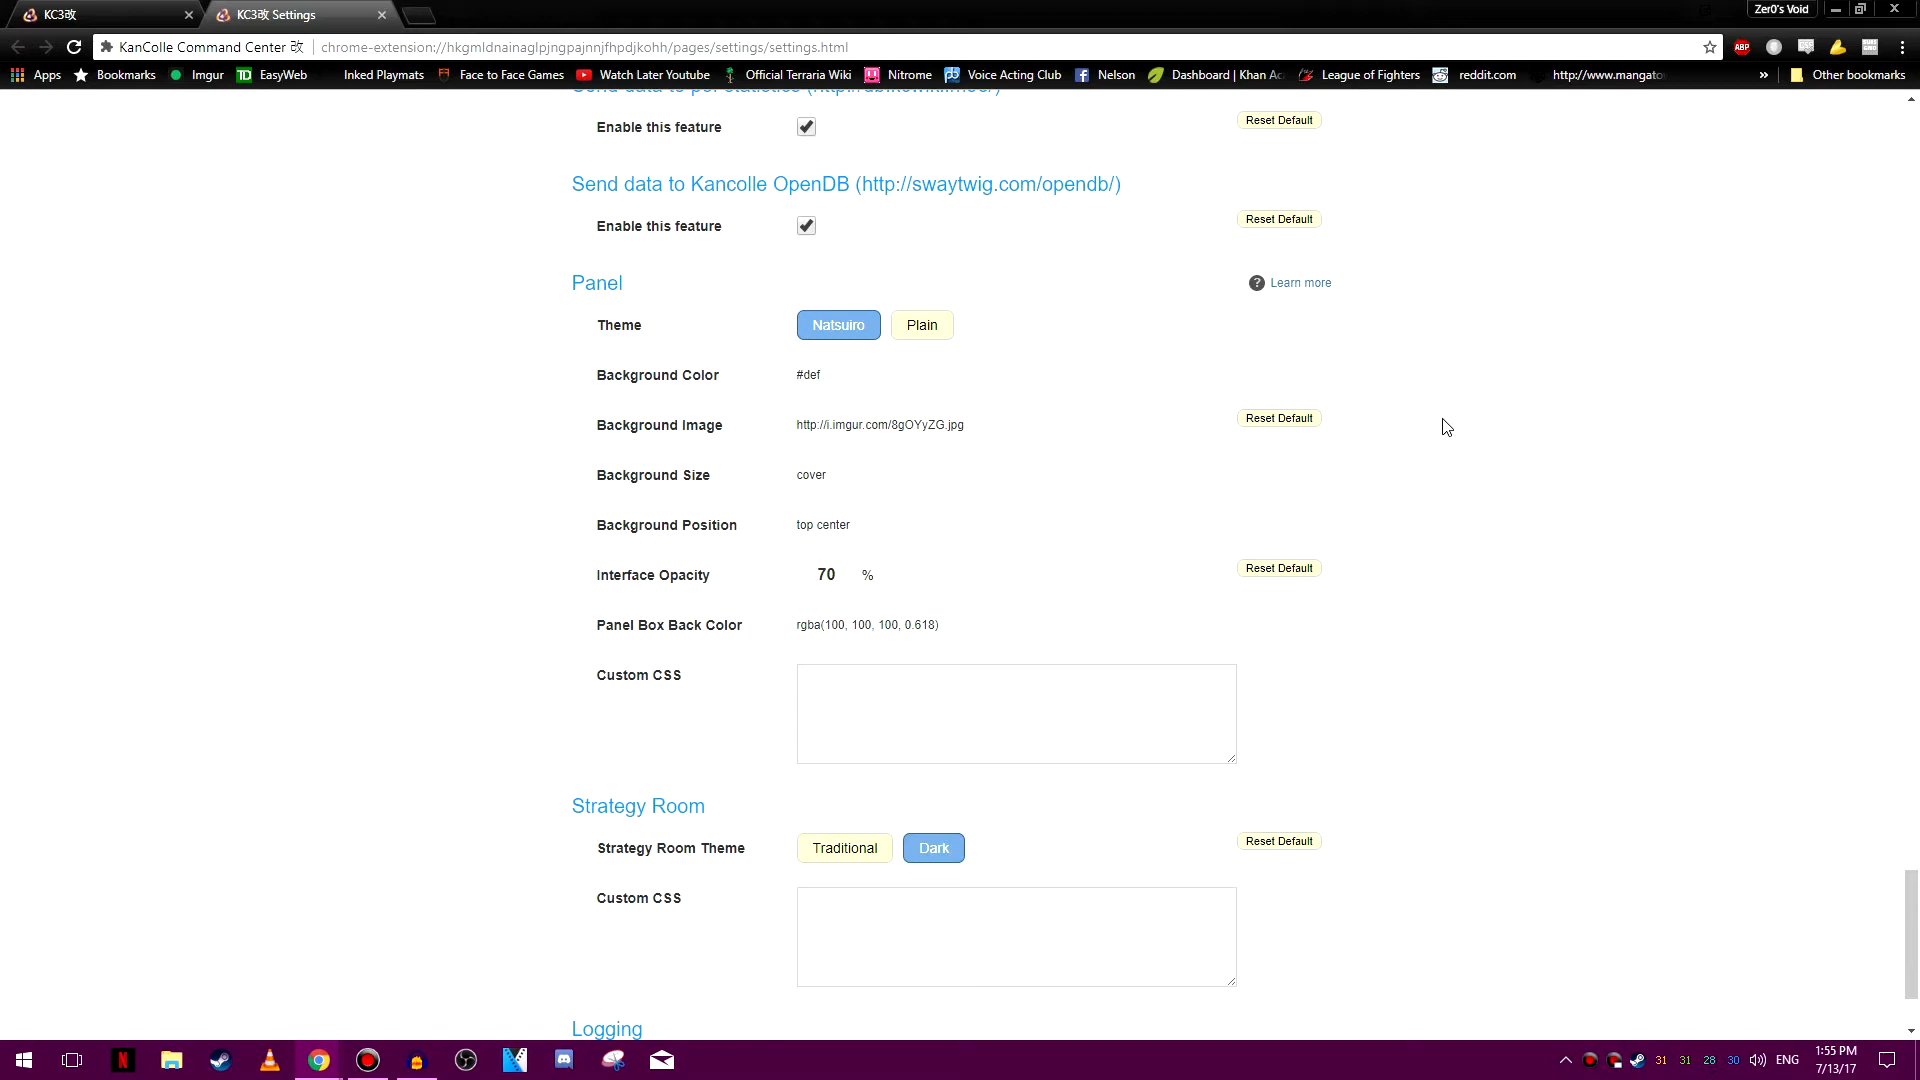 KC3改
KC3改 Settings
Zer0's Void
KanColle Command Center 改
chrome-extension://hkgmldnainaglpjngpajnnjfhpdjkohh/pages/settings/settings.html
ABP
Apps
Bookmarks
Imgur
TD EasyWeb
Inked Playmats
Face to Face Games
Watch Later Youtube
Official Terraria Wiki
Nitrome
Voice Acting Club
Nelson
Dashboard | Khan Ac
League of Fighters
reddit.com
http://www.mangato
»
Other bookmarks
Enable this feature
Reset Default
Send data to Kancolle OpenDB (http://swaytwig.com/opendb/)
Enable this feature
Reset Default
Panel
? Learn more
Theme
Natsuiro
Plain
Background Color
#def
Background Image
http://i.imgur.com/8gOYyZG.jpg
Reset Default
Background Size
cover
Background Position
top center
Interface Opacity
70 %
Reset Default
Panel Box Back Color
rgba(100, 100, 100, 0.618)
Custom CSS
Strategy Room
Strategy Room Theme
Traditional
Dark
Reset Default
Custom CSS
Logging
31 31 28 30 ENG
1:55 PM
7/13/17